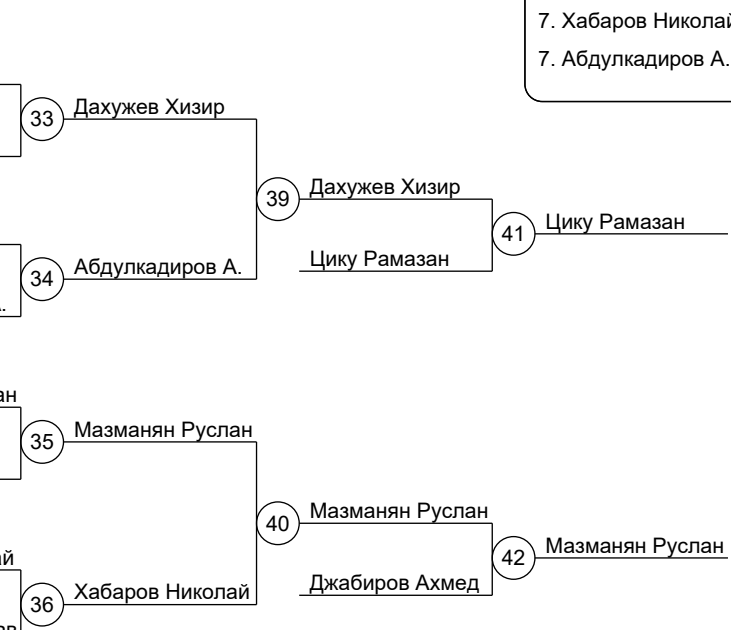 7. Хабаров Николай
7. Абдулкадиров А.
33 Дахужев Хизир
39 Дахужев Хизир
41 Цику Рамазан
Цику Рамазан
34 Абдулкадиров А.
35 Мазманян Руслан
40 Мазманян Руслан
42 Мазманян Руслан
Джабиров Ахмед
36 Хабаров Николай